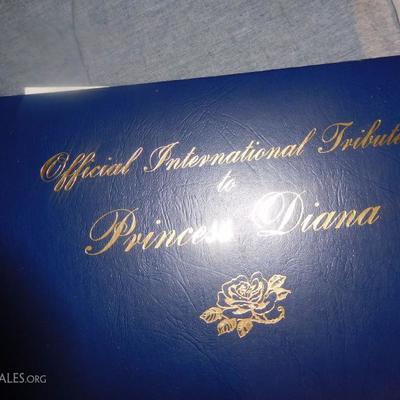 Official International Tribute
to
Princess Diana
ALES.ORG